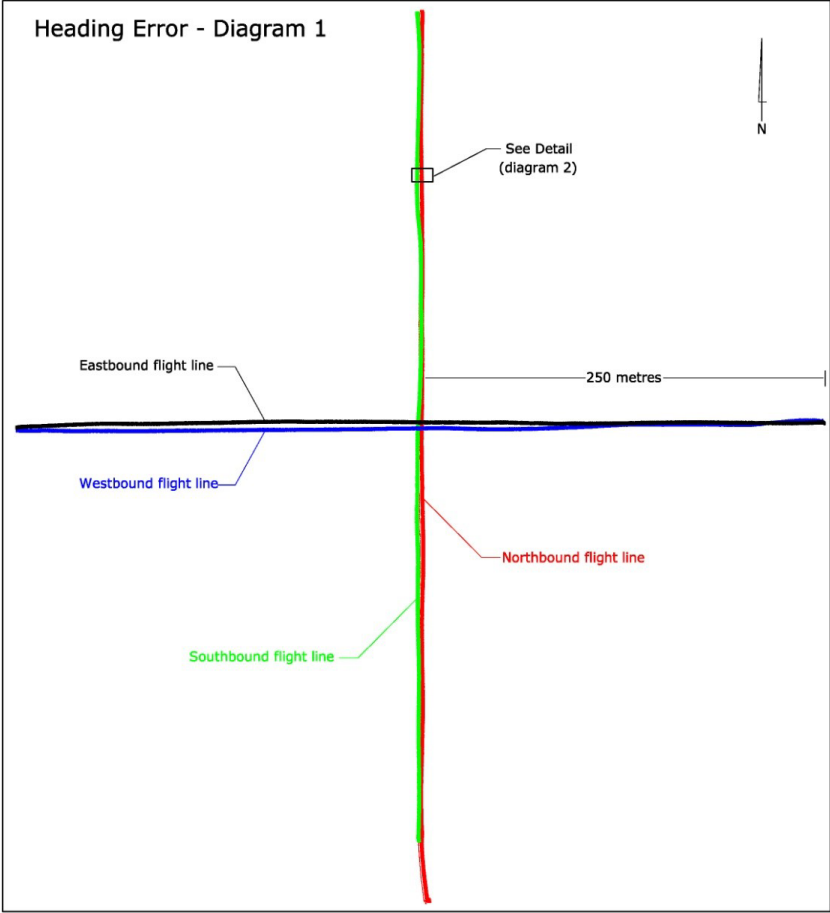 Heading Error - Diagram 1
N
See Detail
(diagram 2)
Eastbound flight line
250 metres
Westbound flight line
Northbound flight line
Southbound flight line